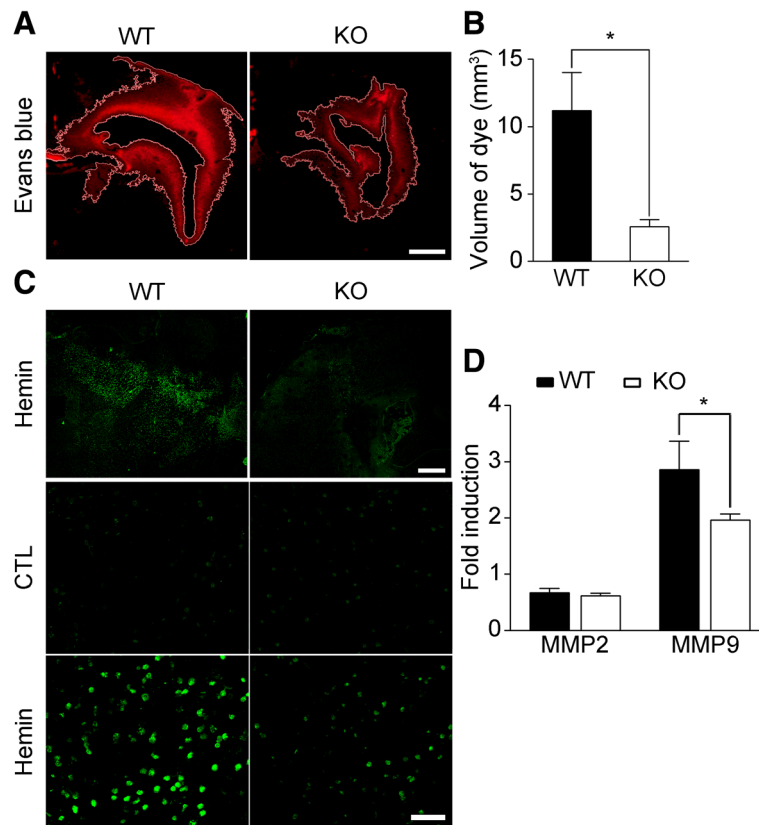 A
WT
KO
Evans blue
B
*
Volume of dye (mm³)
15
10
5
0
WT
KO
C
WT
KO
Hemin
CTL
Hemin
D
WT KO
*
Fold induction
4
3
2
1
0
MMP2
MMP9